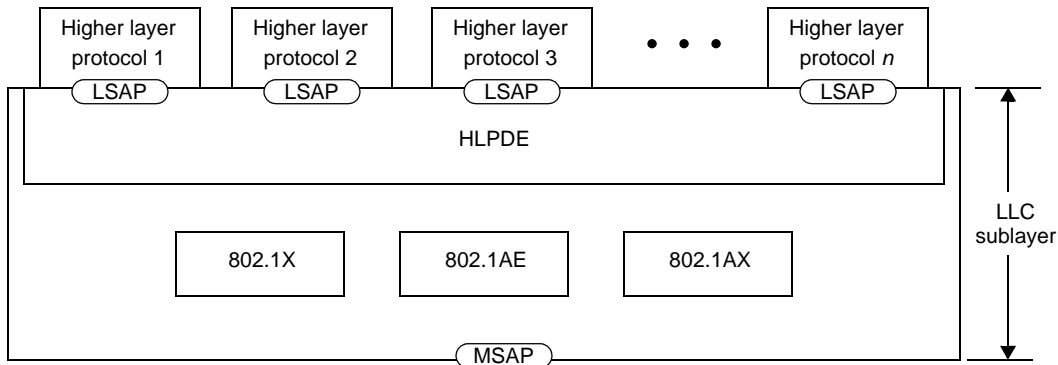 Higher layer
protocol 1
Higher layer
protocol 2
Higher layer
protocol 3
• • •
Higher layer
protocol n
LSAP
LSAP
LSAP
LSAP
HLPDE
LLC
sublayer
802.1X
802.1AE
802.1AX
MSAP